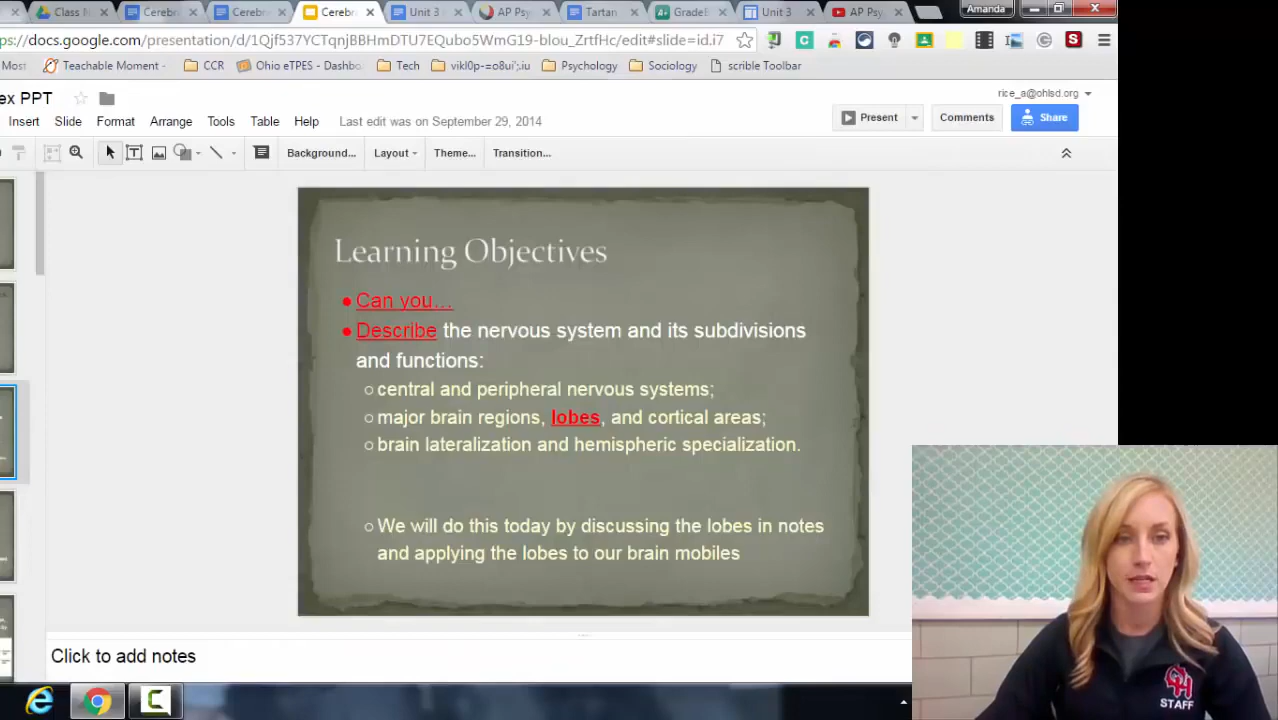 Class M
Cerebr
Cerebr
Cerebr
Unit 3
AP Psy
Tartan
GradeB
Unit 3
AP Psy
Amanda
ps://docs.google.com/presentation/d/1Qjf537YCTqnjBBHmDTU7EQubo5WmG19-blou_ZrtfHc/edit#slide=id.i7
Most
Teachable Moment -
CCR
Ohio eTPES - Dashbo
Tech
vikl0p-=o8ui';.iu
Psychology
Sociology
scrible Toolbar
ex PPT
rice_a@ohlsd.org
Insert Slide Format Arrange Tools Table Help Last edit was on September 29, 2014
Present
Comments
Share
Background...
Layout
Theme...
Transition...
Learning Objectives
Can you...
Describe the nervous system and its subdivisions
and functions:
central and peripheral nervous systems;
major brain regions, lobes, and cortical areas;
brain lateralization and hemispheric specialization.
We will do this today by discussing the lobes in notes
and applying the lobes to our brain mobiles
Click to add notes
OH
STAFF